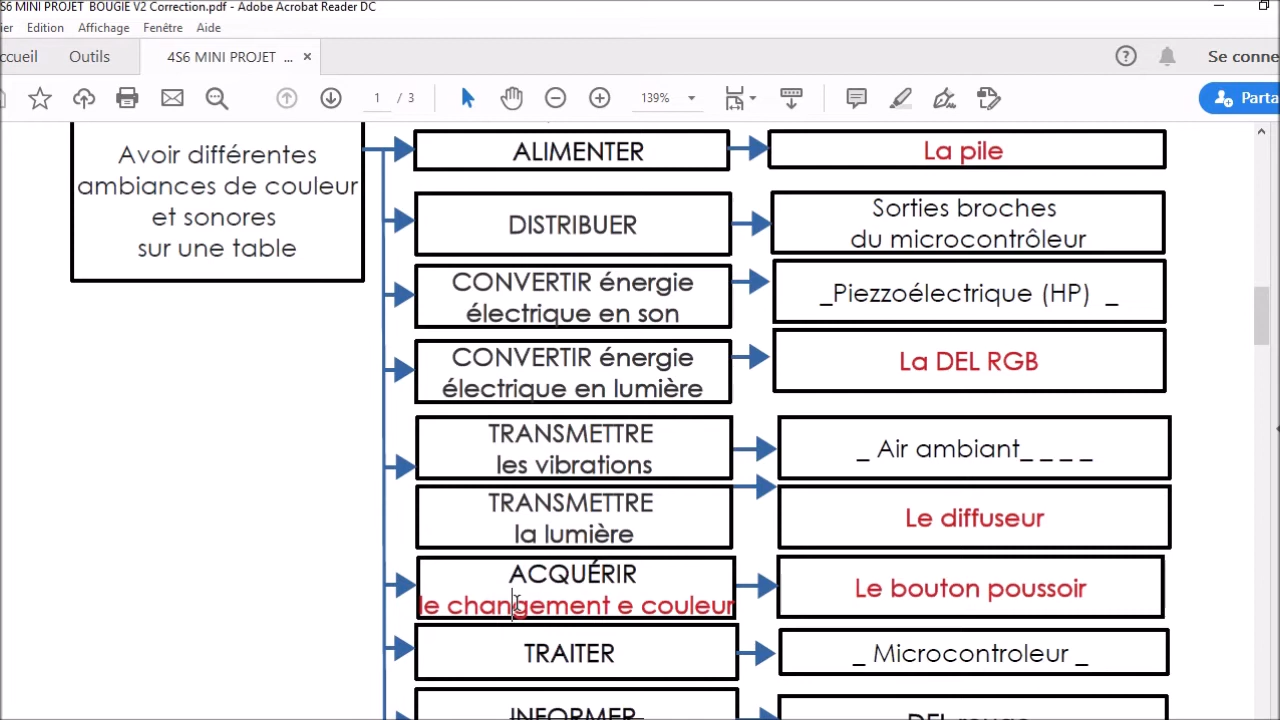 S6 MINI PROJET BOUGIE V2 Correction.pdf - Adobe Acrobat Reader DC
ier Edition Affichage Fenêtre Aide
ccueil Outils 4S6 MINI PROJET ... × Se conne
1 / 3 139% Parta
Avoir différentes
ambiances de couleur
et sonores
sur une table
ALIMENTER
La pile
DISTRIBUER
Sorties broches
du microcontrôleur
CONVERTIR énergie
électrique en son
_Piezzoélectrique (HP) _
CONVERTIR énergie
électrique en lumière
La DEL RGB
TRANSMETTRE
les vibrations
_ Air ambiant_ _ _ _
TRANSMETTRE
la lumière
Le diffuseur
ACQUÉRIR
le changement e couleur
Le bouton poussoir
TRAITER
_ Microcontroleur _
INFORMER
DEL rouge